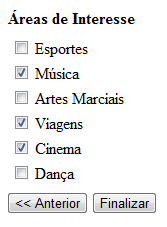 Áreas de Interesse
Esportes
Música
Artes Marciais
Viagens
Cinema
Dança
<< Anterior Finalizar